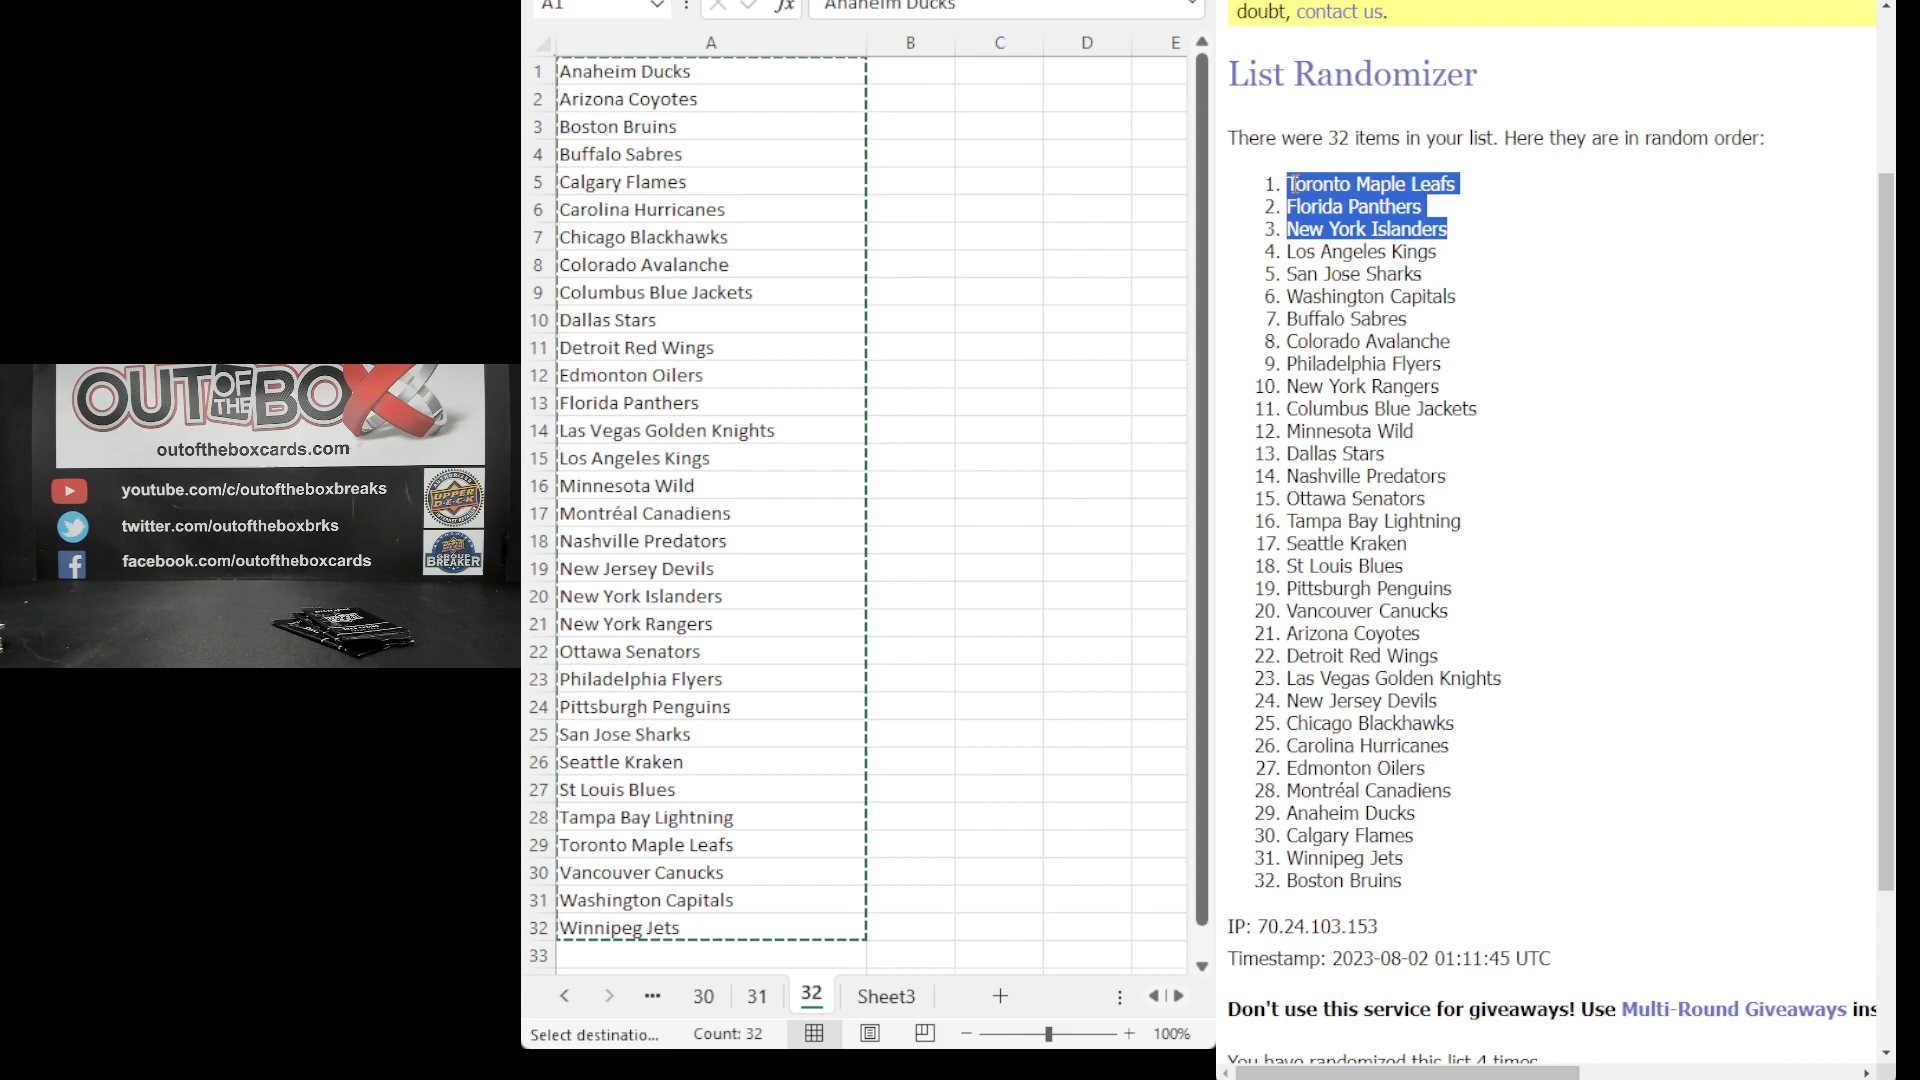 OUT OF THE BOX
outoftheboxcards.com
youtube.com/c/outoftheboxbreaks
twitter.com/outoftheboxbrks
facebook.com/outoftheboxcards
UPPER DECK
GROUP BREAKER
A1
fx
Anaheim Ducks
A B C D E
1 Anaheim Ducks
2 Arizona Coyotes
3 Boston Bruins
4 Buffalo Sabres
5 Calgary Flames
6 Carolina Hurricanes
7 Chicago Blackhawks
8 Colorado Avalanche
9 Columbus Blue Jackets
10 Dallas Stars
11 Detroit Red Wings
12 Edmonton Oilers
13 Florida Panthers
14 Las Vegas Golden Knights
15 Los Angeles Kings
16 Minnesota Wild
17 Montréal Canadiens
18 Nashville Predators
19 New Jersey Devils
20 New York Islanders
21 New York Rangers
22 Ottawa Senators
23 Philadelphia Flyers
24 Pittsburgh Penguins
25 San Jose Sharks
26 Seattle Kraken
27 St Louis Blues
28 Tampa Bay Lightning
29 Toronto Maple Leafs
30 Vancouver Canucks
31 Washington Capitals
32 Winnipeg Jets
33
... 30 31 32 Sheet3 +
Select destinatio... Count: 32 100%
doubt, contact us.
List Randomizer
There were 32 items in your list. Here they are in random order:
1. Toronto Maple Leafs
2. Florida Panthers
3. New York Islanders
4. Los Angeles Kings
5. San Jose Sharks
6. Washington Capitals
7. Buffalo Sabres
8. Colorado Avalanche
9. Philadelphia Flyers
10. New York Rangers
11. Columbus Blue Jackets
12. Minnesota Wild
13. Dallas Stars
14. Nashville Predators
15. Ottawa Senators
16. Tampa Bay Lightning
17. Seattle Kraken
18. St Louis Blues
19. Pittsburgh Penguins
20. Vancouver Canucks
21. Arizona Coyotes
22. Detroit Red Wings
23. Las Vegas Golden Knights
24. New Jersey Devils
25. Chicago Blackhawks
26. Carolina Hurricanes
27. Edmonton Oilers
28. Montréal Canadiens
29. Anaheim Ducks
30. Calgary Flames
31. Winnipeg Jets
32. Boston Bruins
IP: 70.24.103.153
Timestamp: 2023-08-02 01:11:45 UTC
Don't use this service for giveaways! Use Multi-Round Giveaways ins
You have randomized this list 4 times